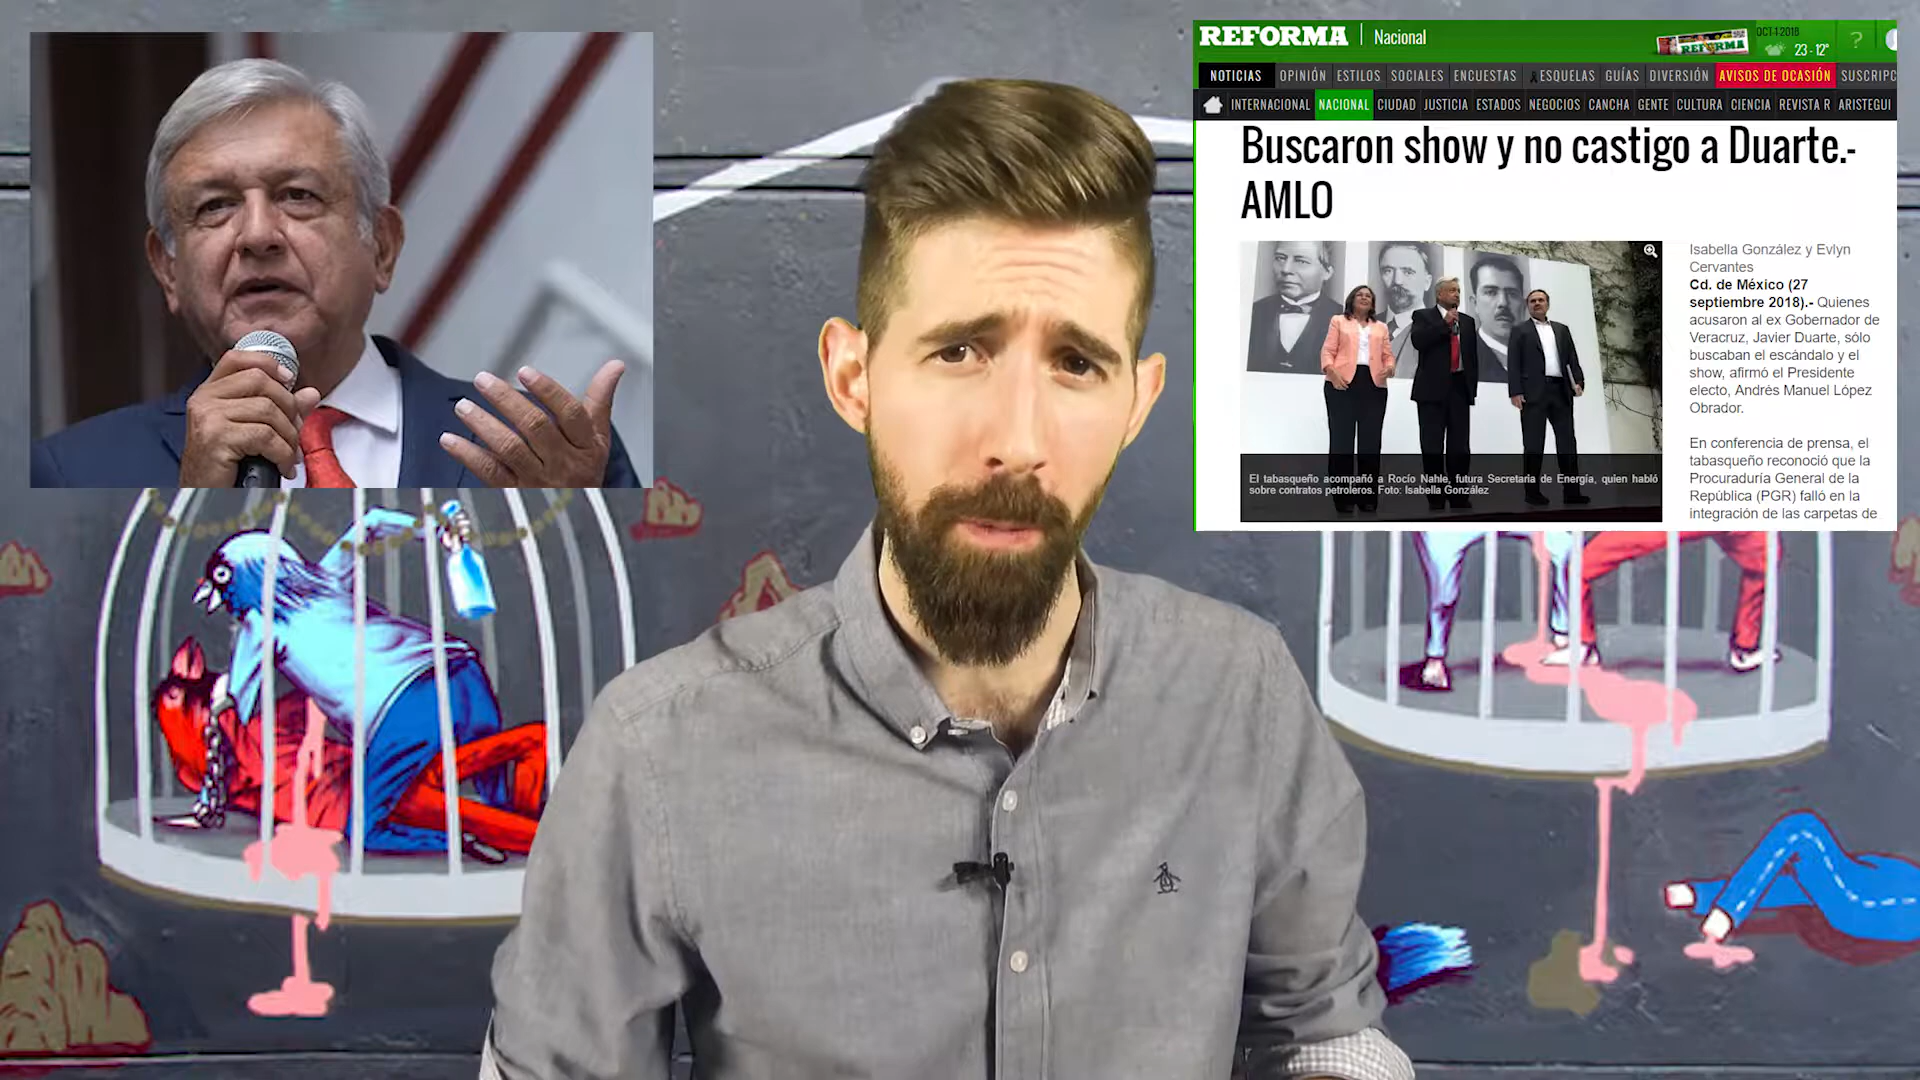 REFORMA | Nacional
REFORMA
OCT-1 2018
23 - 12°
?
NOTICIAS OPINIÓN ESTILOS SOCIALES ENCUESTAS ESQUELAS GUÍAS DIVERSIÓN AVISOS DE OCASIÓN SUSCRIPC
INTERNACIONAL NACIONAL CIUDAD JUSTICIA ESTADOS NEGOCIOS CANCHA GENTE CULTURA CIENCIA REVISTA R ARISTEGUI
Buscaron show y no castigo a Duarte.-
AMLO
El tabasqueño acompañó a Rocío Nahle, futura Secretaria de Energía, quien habló
sobre contratos petroleros. Foto: Isabella González
Isabella González y Evlyn
Cervantes
Cd. de México (27
septiembre 2018).- Quienes
acusaron al ex Gobernador de
Veracruz, Javier Duarte, sólo
buscaban el escándalo y el
show, afirmó el Presidente
electo, Andrés Manuel López
Obrador.
En conferencia de prensa, el
tabasqueño reconoció que la
Procuraduría General de la
República (PGR) falló en la
integración de las carpetas de